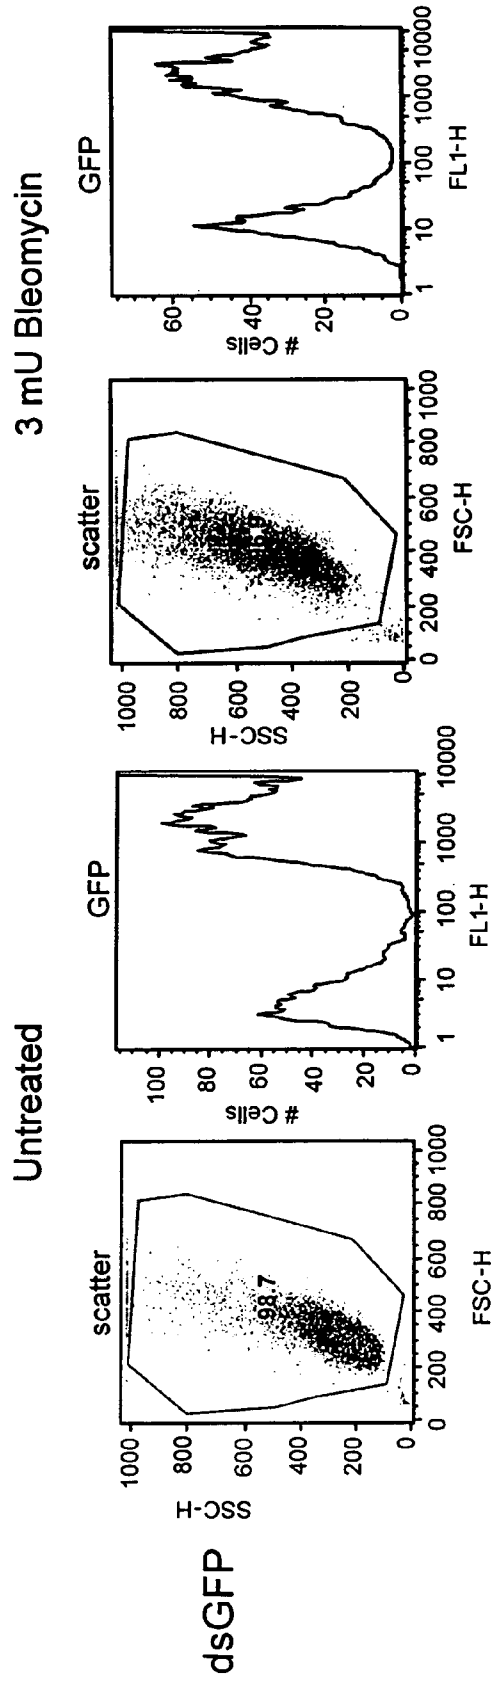 dsGFP
Untreated
scatter
SSC-H
1000
800
600
400
200
0
98.7
0 200 400 600 800 1000
FSC-H
GFP
# Cells
100
80
60
40
20
0
1 10 100 1000 10000
FL1-H
3 mU Bleomycin
scatter
SSC-H
1000
800
600
400
200
0
0 200 400 600 800 1000
FSC-H
GFP
# Cells
60
40
20
0
1 10 100 1000 10000
FL1-H